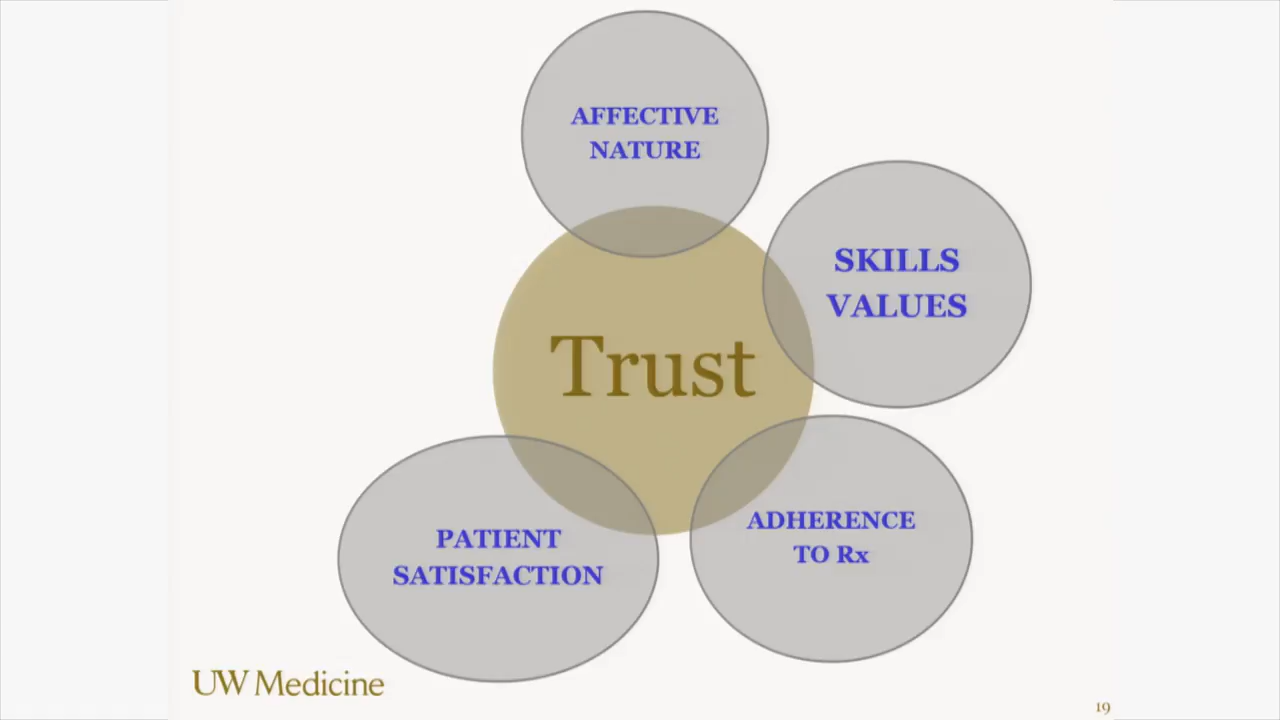 AFFECTIVE
NATURE
SKILLS
VALUES
Trust
ADHERENCE
TO Rx
PATIENT
SATISFACTION
UW Medicine
19